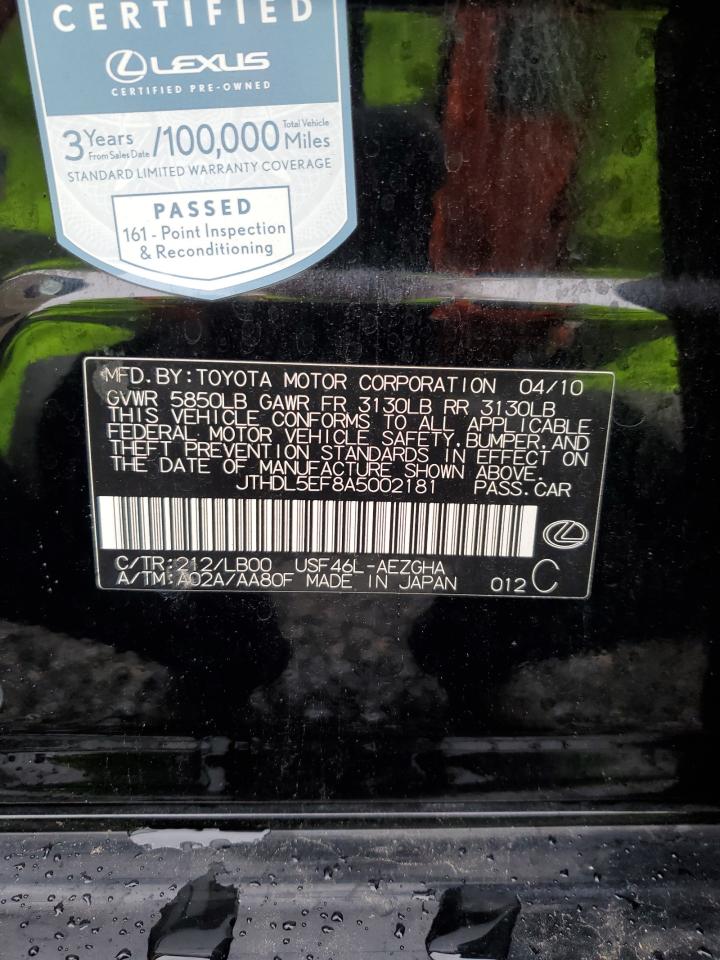 CERTIFIED
LEXUS
CERTIFIED PRE-OWNED
3 Years From Sales Date /100,000 Total Vehicle Miles
STANDARD LIMITED WARRANTY COVERAGE
PASSED
161 - Point Inspection
& Reconditioning
MFD. BY: TOYOTA MOTOR CORPORATION 04/10
GVWR 5850LB GAWR FR 3130LB RR 3130LB
THIS VEHICLE CONFORMS TO ALL APPLICABLE
FEDERAL MOTOR VEHICLE SAFETY, BUMPER, AND
THEFT PREVENTION STANDARDS IN EFFECT ON
THE DATE OF MANUFACTURE SHOWN ABOVE.
JTHDL5EF8A5002181 PASS. CAR
C/TR: 212/LB00 USF46L-AEZGHA
A/TM: A02A/AA80F MADE IN JAPAN 012 C